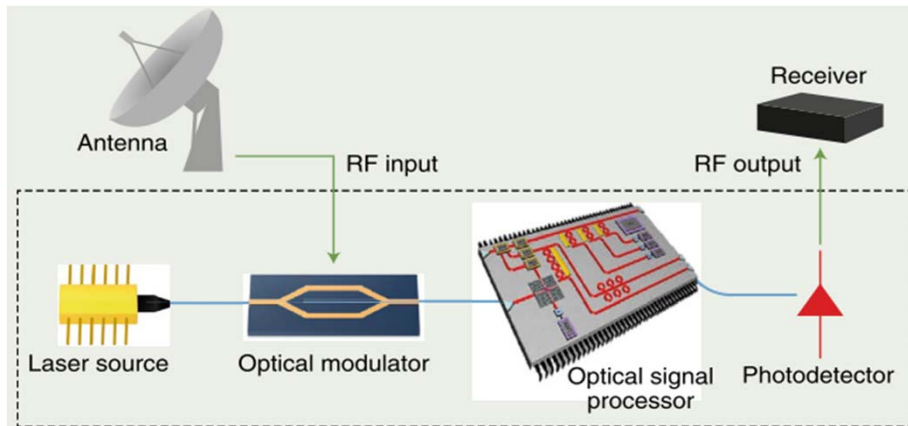 Receiver
Antenna
RF input
RF output
Laser source
Optical modulator
Optical signal
processor
Photodetector